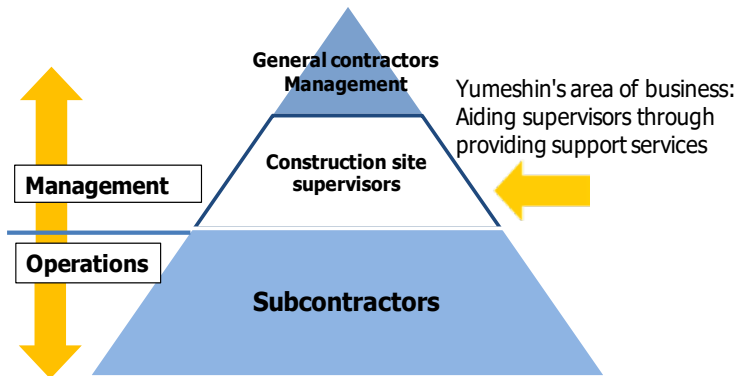 General contractors
Management
Yumeshin's area of business:
Aiding supervisors through
providing support services
Construction site
supervisors
Management
Operations
Subcontractors